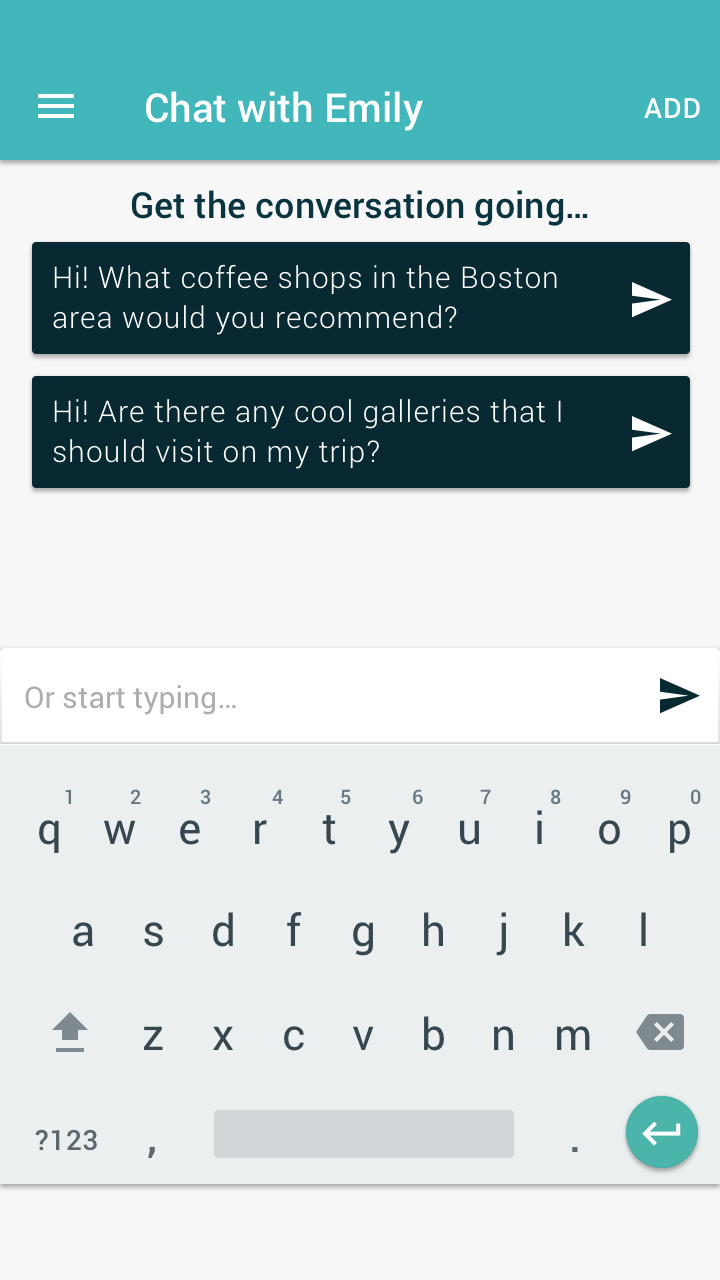 Chat with Emily
ADD
Get the conversation going...
Hi! What coffee shops in the Boston
area would you recommend?
Hi! Are there any cool galleries that I
should visit on my trip?
Or start typing...
1 2 3 4 5 6 7 8 9 0
q w e r t y u i o p
a s d f g h j k l
z x c v b n m
?123 , .